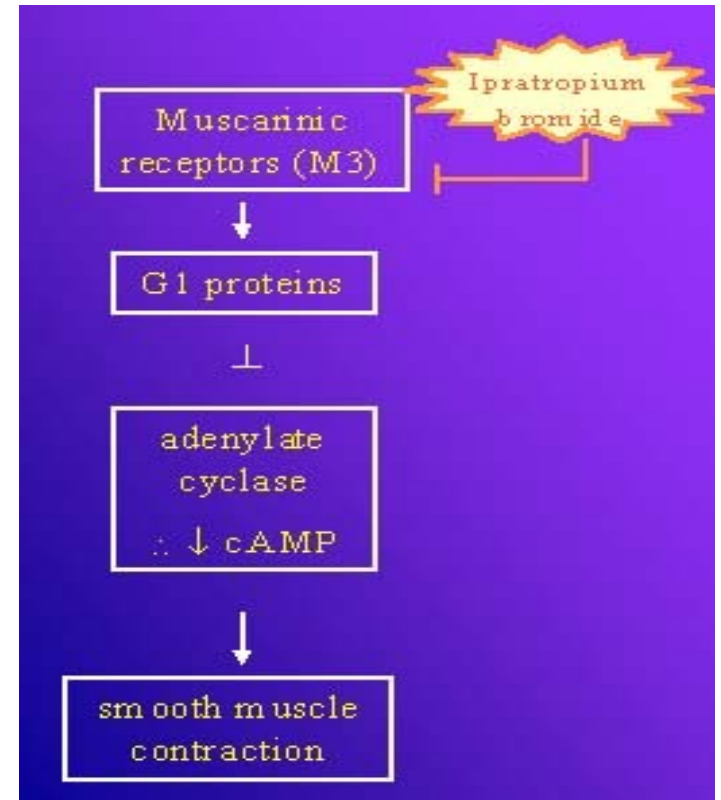 Ipratropium
bromide
Muscarinic
receptors (M3)
G1 proteins
⊥
adenylate
cyclase
∴ ↓ cAMP
smooth muscle
contraction